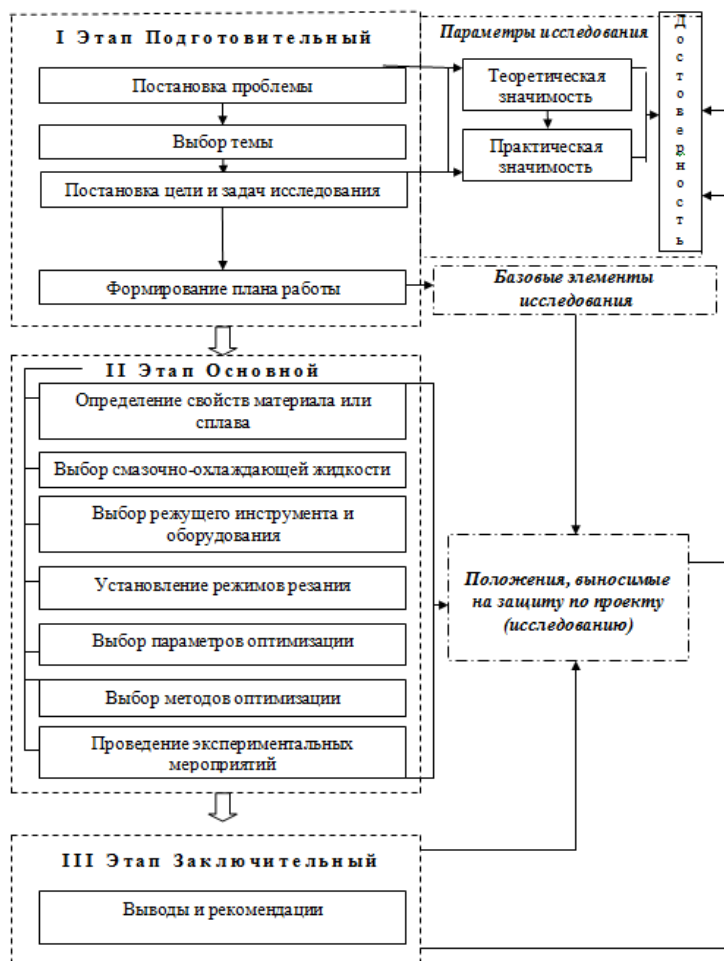 I Этап Подготовительный
Постановка проблемы
Выбор темы
Постановка цели и задач исследования
Формирование плана работы
Параметры исследования
Теоретическая
значимость
Практическая
значимость
Достоверность
Базовые элементы
исследования
II Этап Основной
Определение свойств материала или
сплава
Выбор смазочно-охлаждающей жидкости
Выбор режущего инструмента и
оборудования
Установление режимов резания
Выбор параметров оптимизации
Выбор методов оптимизации
Проведение экспериментальных
мероприятий
Положения, выносимые
на защиту по проекту
(исследованию)
III Этап Заключительный
Выводы и рекомендации